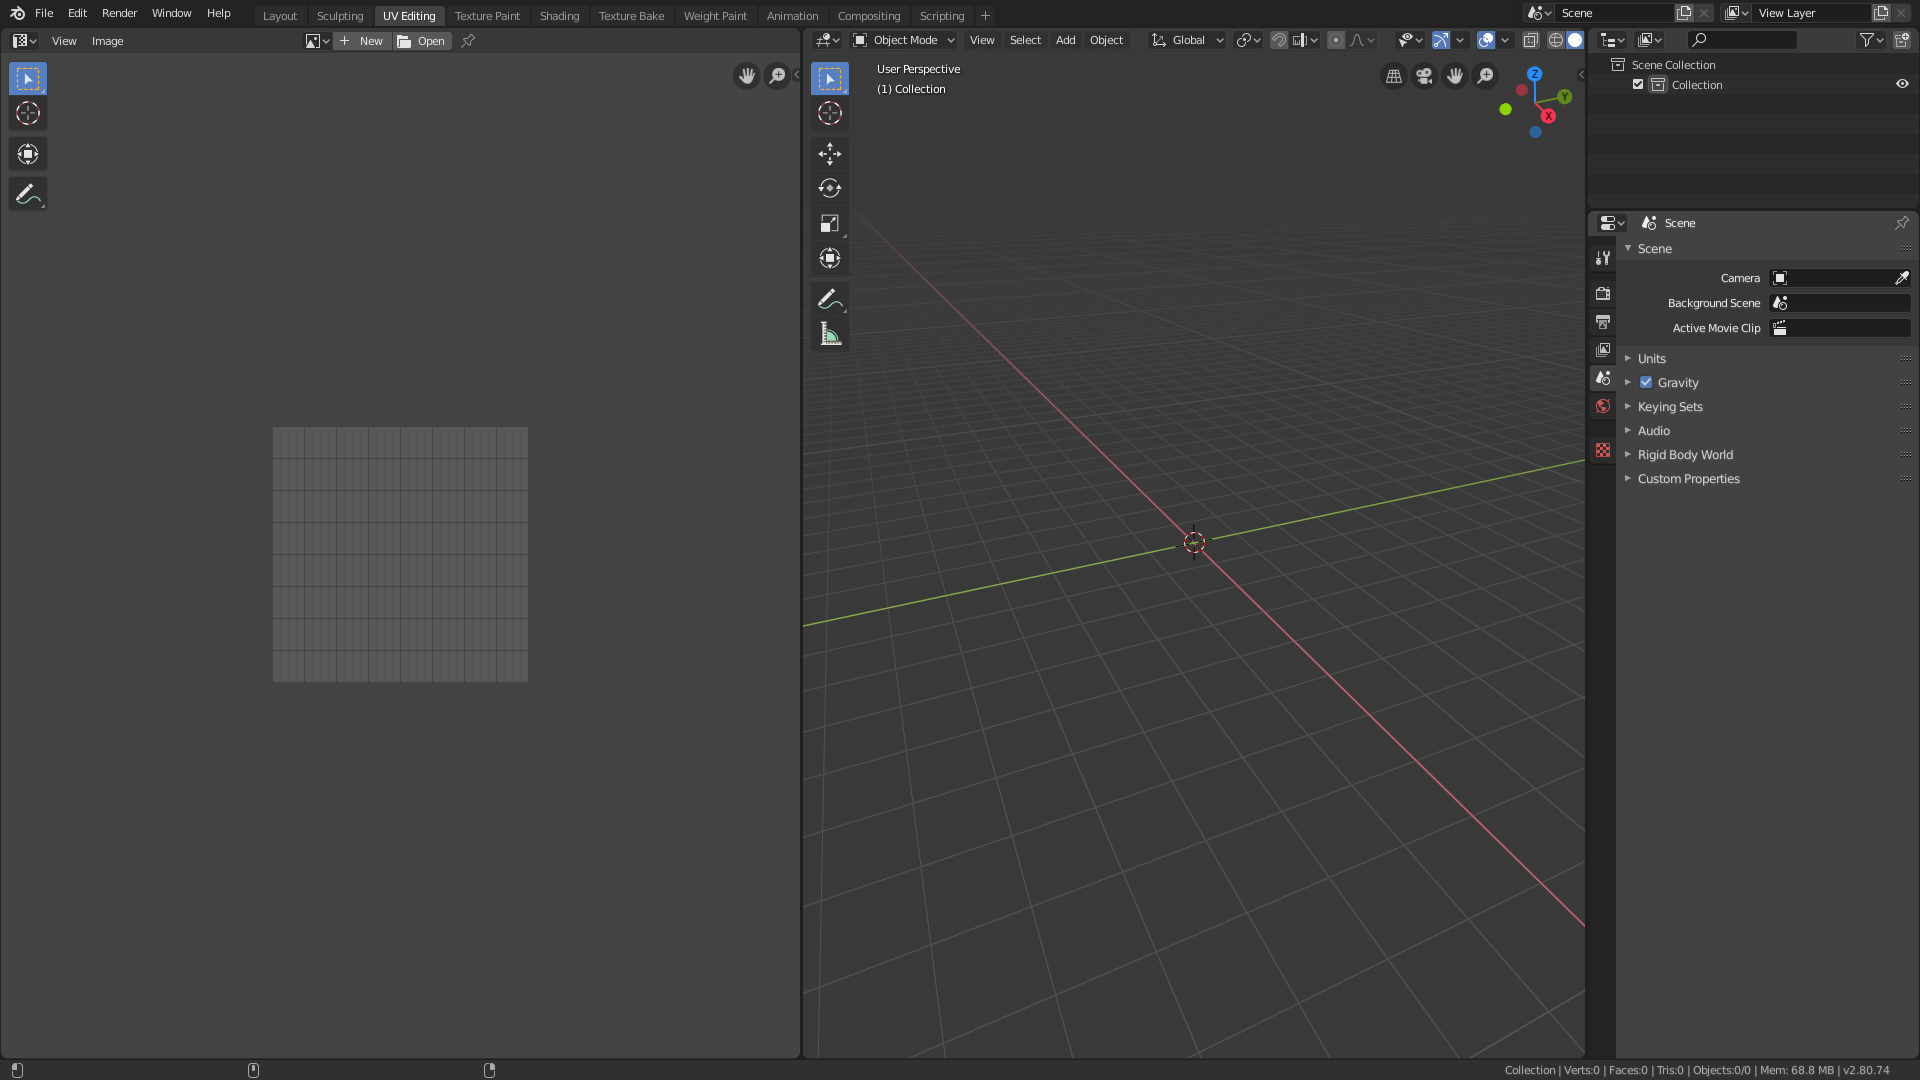 File Edit Render Window Help Layout Sculpting UV Editing Texture Paint Shading Texture Bake Weight Paint Animation Compositing Scripting + Scene View Layer
View Image + New Open Object Mode View Select Add Object Global
User Perspective
(1) Collection
Z
Y
X
Scene Collection
Collection
Scene
Scene
Camera
Background Scene
Active Movie Clip
Units
Gravity
Keying Sets
Audio
Rigid Body World
Custom Properties
Collection | Verts:0 | Faces:0 | Tris:0 | Objects:0/0 | Mem: 68.8 MB | v2.80.74